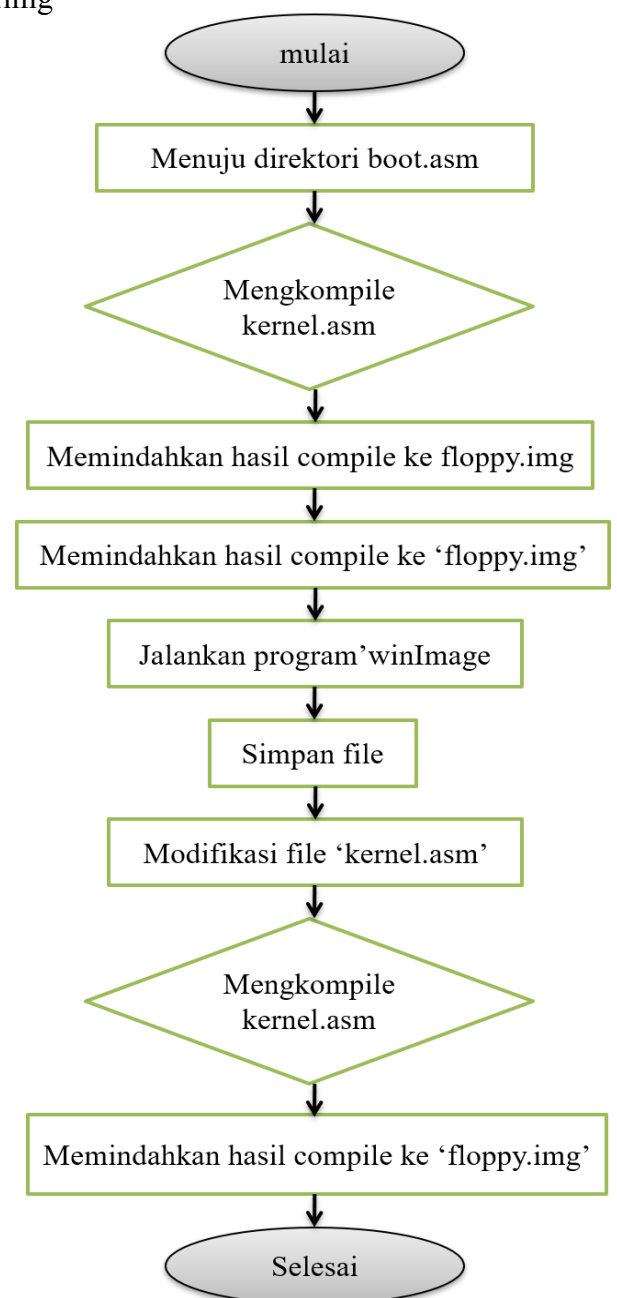 mulai
Menuju direktori boot.asm
Mengkompile
kernel.asm
Memindahkan hasil compile ke floppy.img
Memindahkan hasil compile ke ‘floppy.img’
Jalankan program’winImage
Simpan file
Modifikasi file ‘kernel.asm’
Mengkompile
kernel.asm
Memindahkan hasil compile ke ‘floppy.img’
Selesai